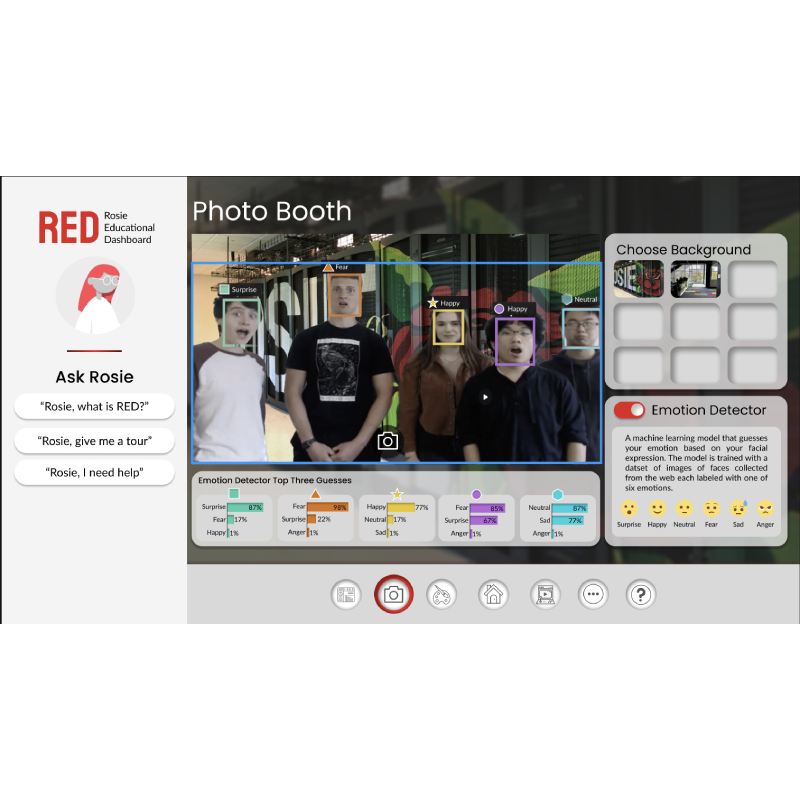 RED
Rosie
Educational
Dashboard
Ask Rosie
“Rosie, what is RED?”
“Rosie, give me a tour”
“Rosie, I need help”
Photo Booth
Surprise
Fear
Happy
Happy
Neutral
Emotion Detector Top Three Guesses
Surprise 87%
Fear 17%
Happy 1%
Fear 98%
Surprise 22%
Anger 1%
Happy 77%
Neutral 17%
Sad 1%
Fear 85%
Surprise 67%
Anger 1%
Neutral 87%
Sad 77%
Anger 1%
Choose Background
OSIE
Emotion Detector
A machine learning model that guesses
your emotion based on your facial
expression. The model is trained with a
datset of images of faces collected
from the web each labeled with one of
six emotions.
Surprise Happy Neutral Fear Sad Anger
?